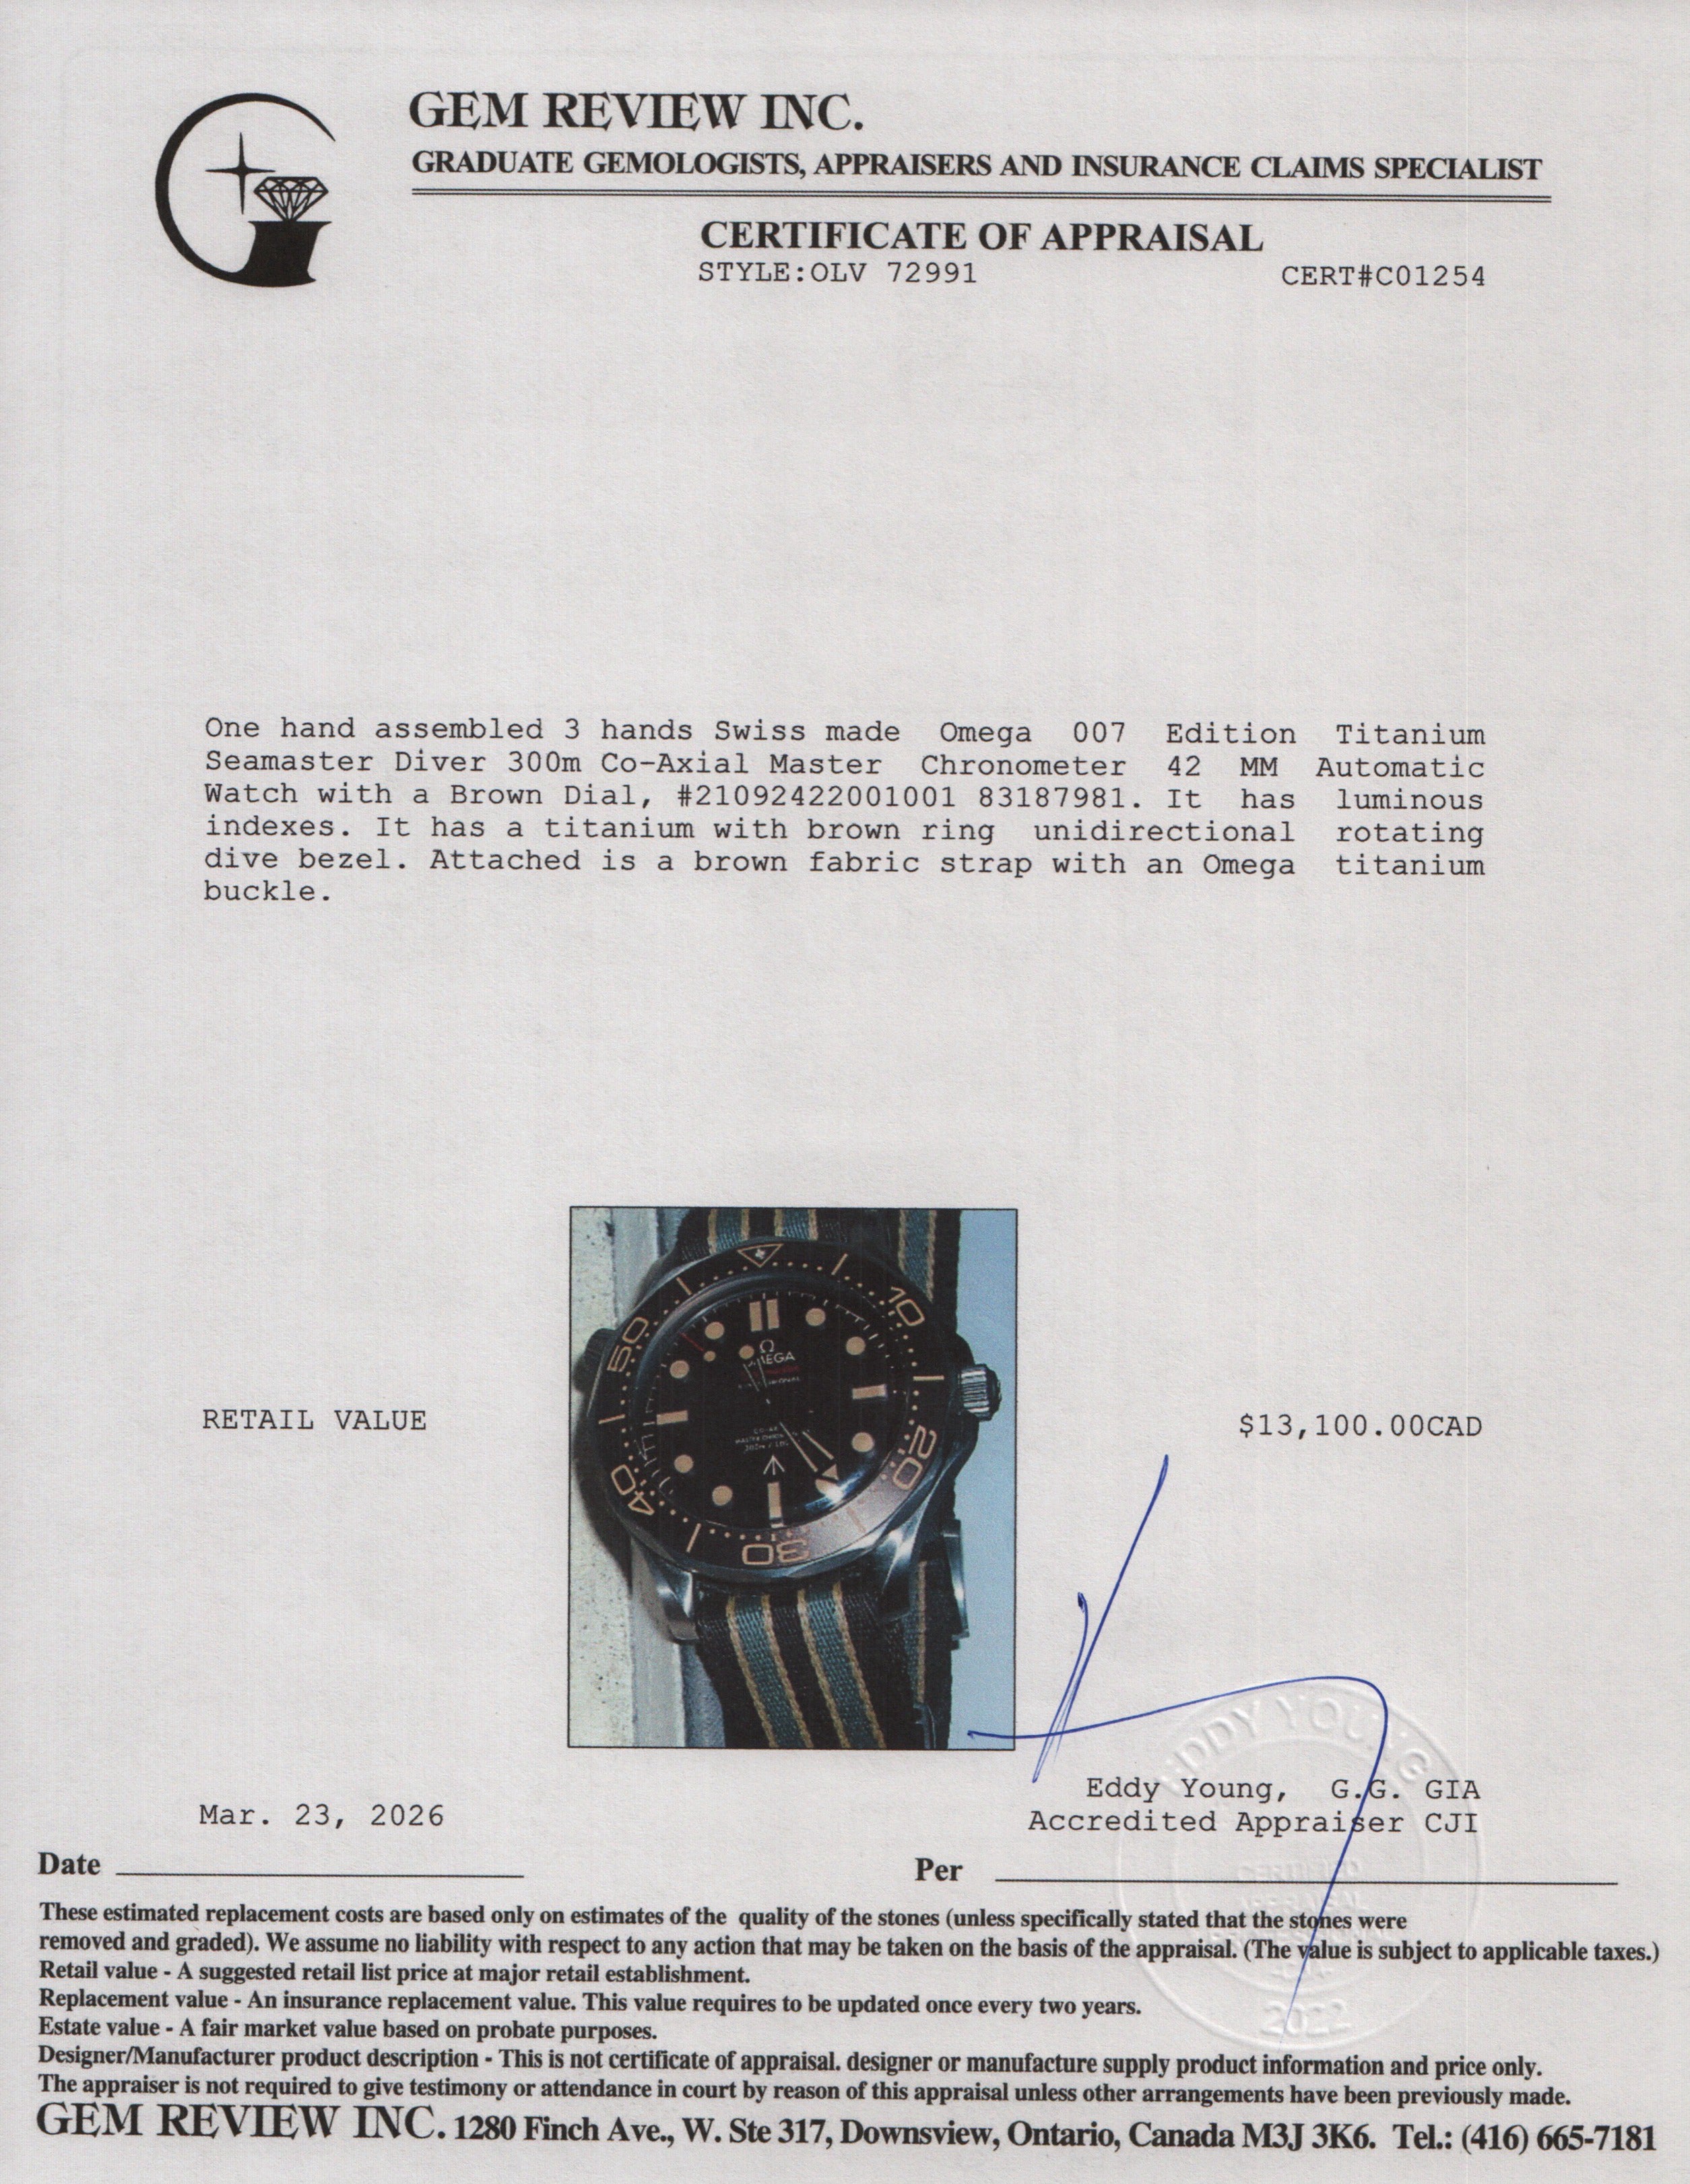 GEM REVIEW INC.
GRADUATE GEMOLOGISTS, APPRAISERS AND INSURANCE CLAIMS SPECIALIST
CERTIFICATE OF APPRAISAL
STYLE:OLV 72991
CERT#C01254
One hand assembled 3 hands Swiss made Omega 007 Edition Titanium
Seamaster Diver 300m Co-Axial Master Chronometer 42 MM Automatic
Watch with a Brown Dial, #21092422001001 83187981. It has luminous
indexes. It has a titanium with brown ring unidirectional rotating
dive bezel. Attached is a brown fabric strap with an Omega titanium
buckle.
10
20
30
40
50
RETAIL VALUE
$13,100.00CAD
EDDY YOUNG
Eddy Young, G.G. GIA
Accredited Appraiser CJI
CERTIFIED
2022
Mar. 23, 2026
Date
Per
These estimated replacement costs are based only on estimates of the quality of the stones (unless specifically stated that the stones were
removed and graded). We assume no liability with respect to any action that may be taken on the basis of the appraisal. (The value is subject to applicable taxes.)
Retail value - A suggested retail list price at major retail establishment.
Replacement value - An insurance replacement value. This value requires to be updated once every two years.
Estate value - A fair market value based on probate purposes.
Designer/Manufacturer product description - This is not certificate of appraisal. designer or manufacture supply product information and price only.
The appraiser is not required to give testimony or attendance in court by reason of this appraisal unless other arrangements have been previously made.
GEM REVIEW INC. 1280 Finch Ave., W. Ste 317, Downsview, Ontario, Canada M3J 3K6. Tel.: (416) 665-7181